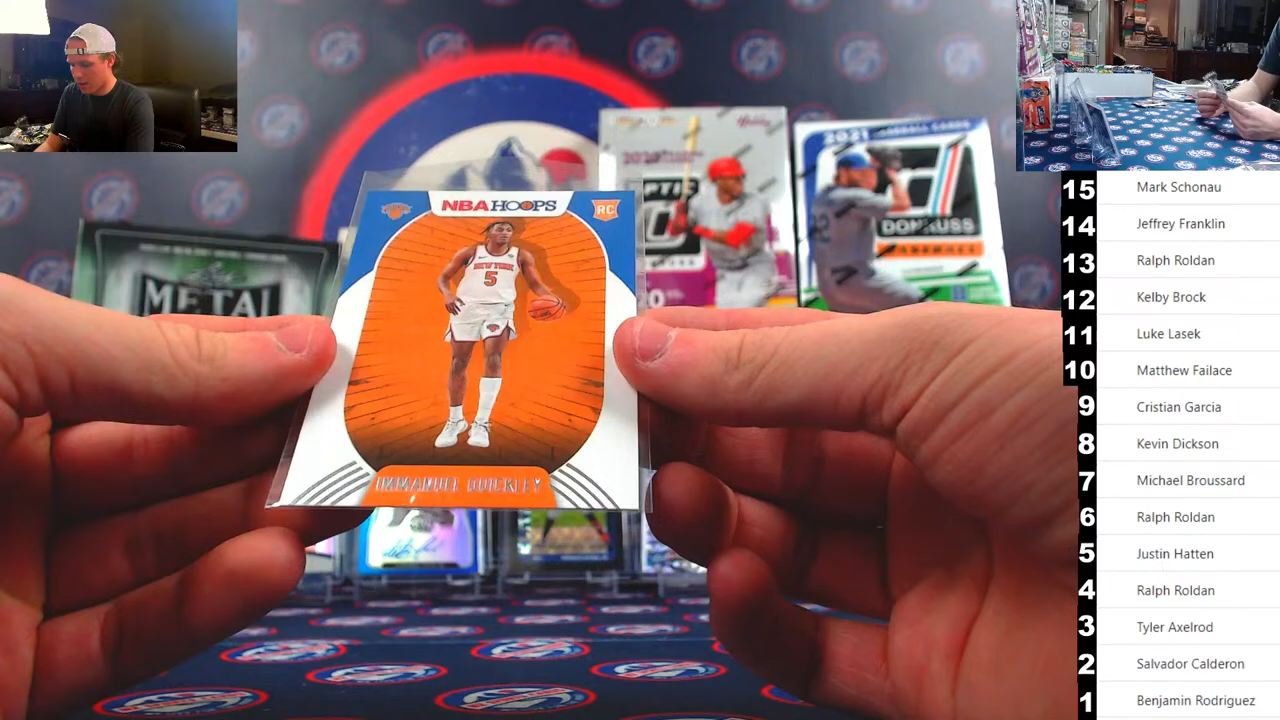 NBA HOOPS
RC
NEW YORK
5
IMMANUEL QUICKLEY
METAL
OPTIC
2021
DONRUSS
BASEBALL
15 Mark Schonau
14 Jeffrey Franklin
13 Ralph Roldan
12 Kelby Brock
11 Luke Lasek
10 Matthew Failace
9 Cristian Garcia
8 Kevin Dickson
7 Michael Broussard
6 Ralph Roldan
5 Justin Hatten
4 Ralph Roldan
3 Tyler Axelrod
2 Salvador Calderon
1 Benjamin Rodriguez